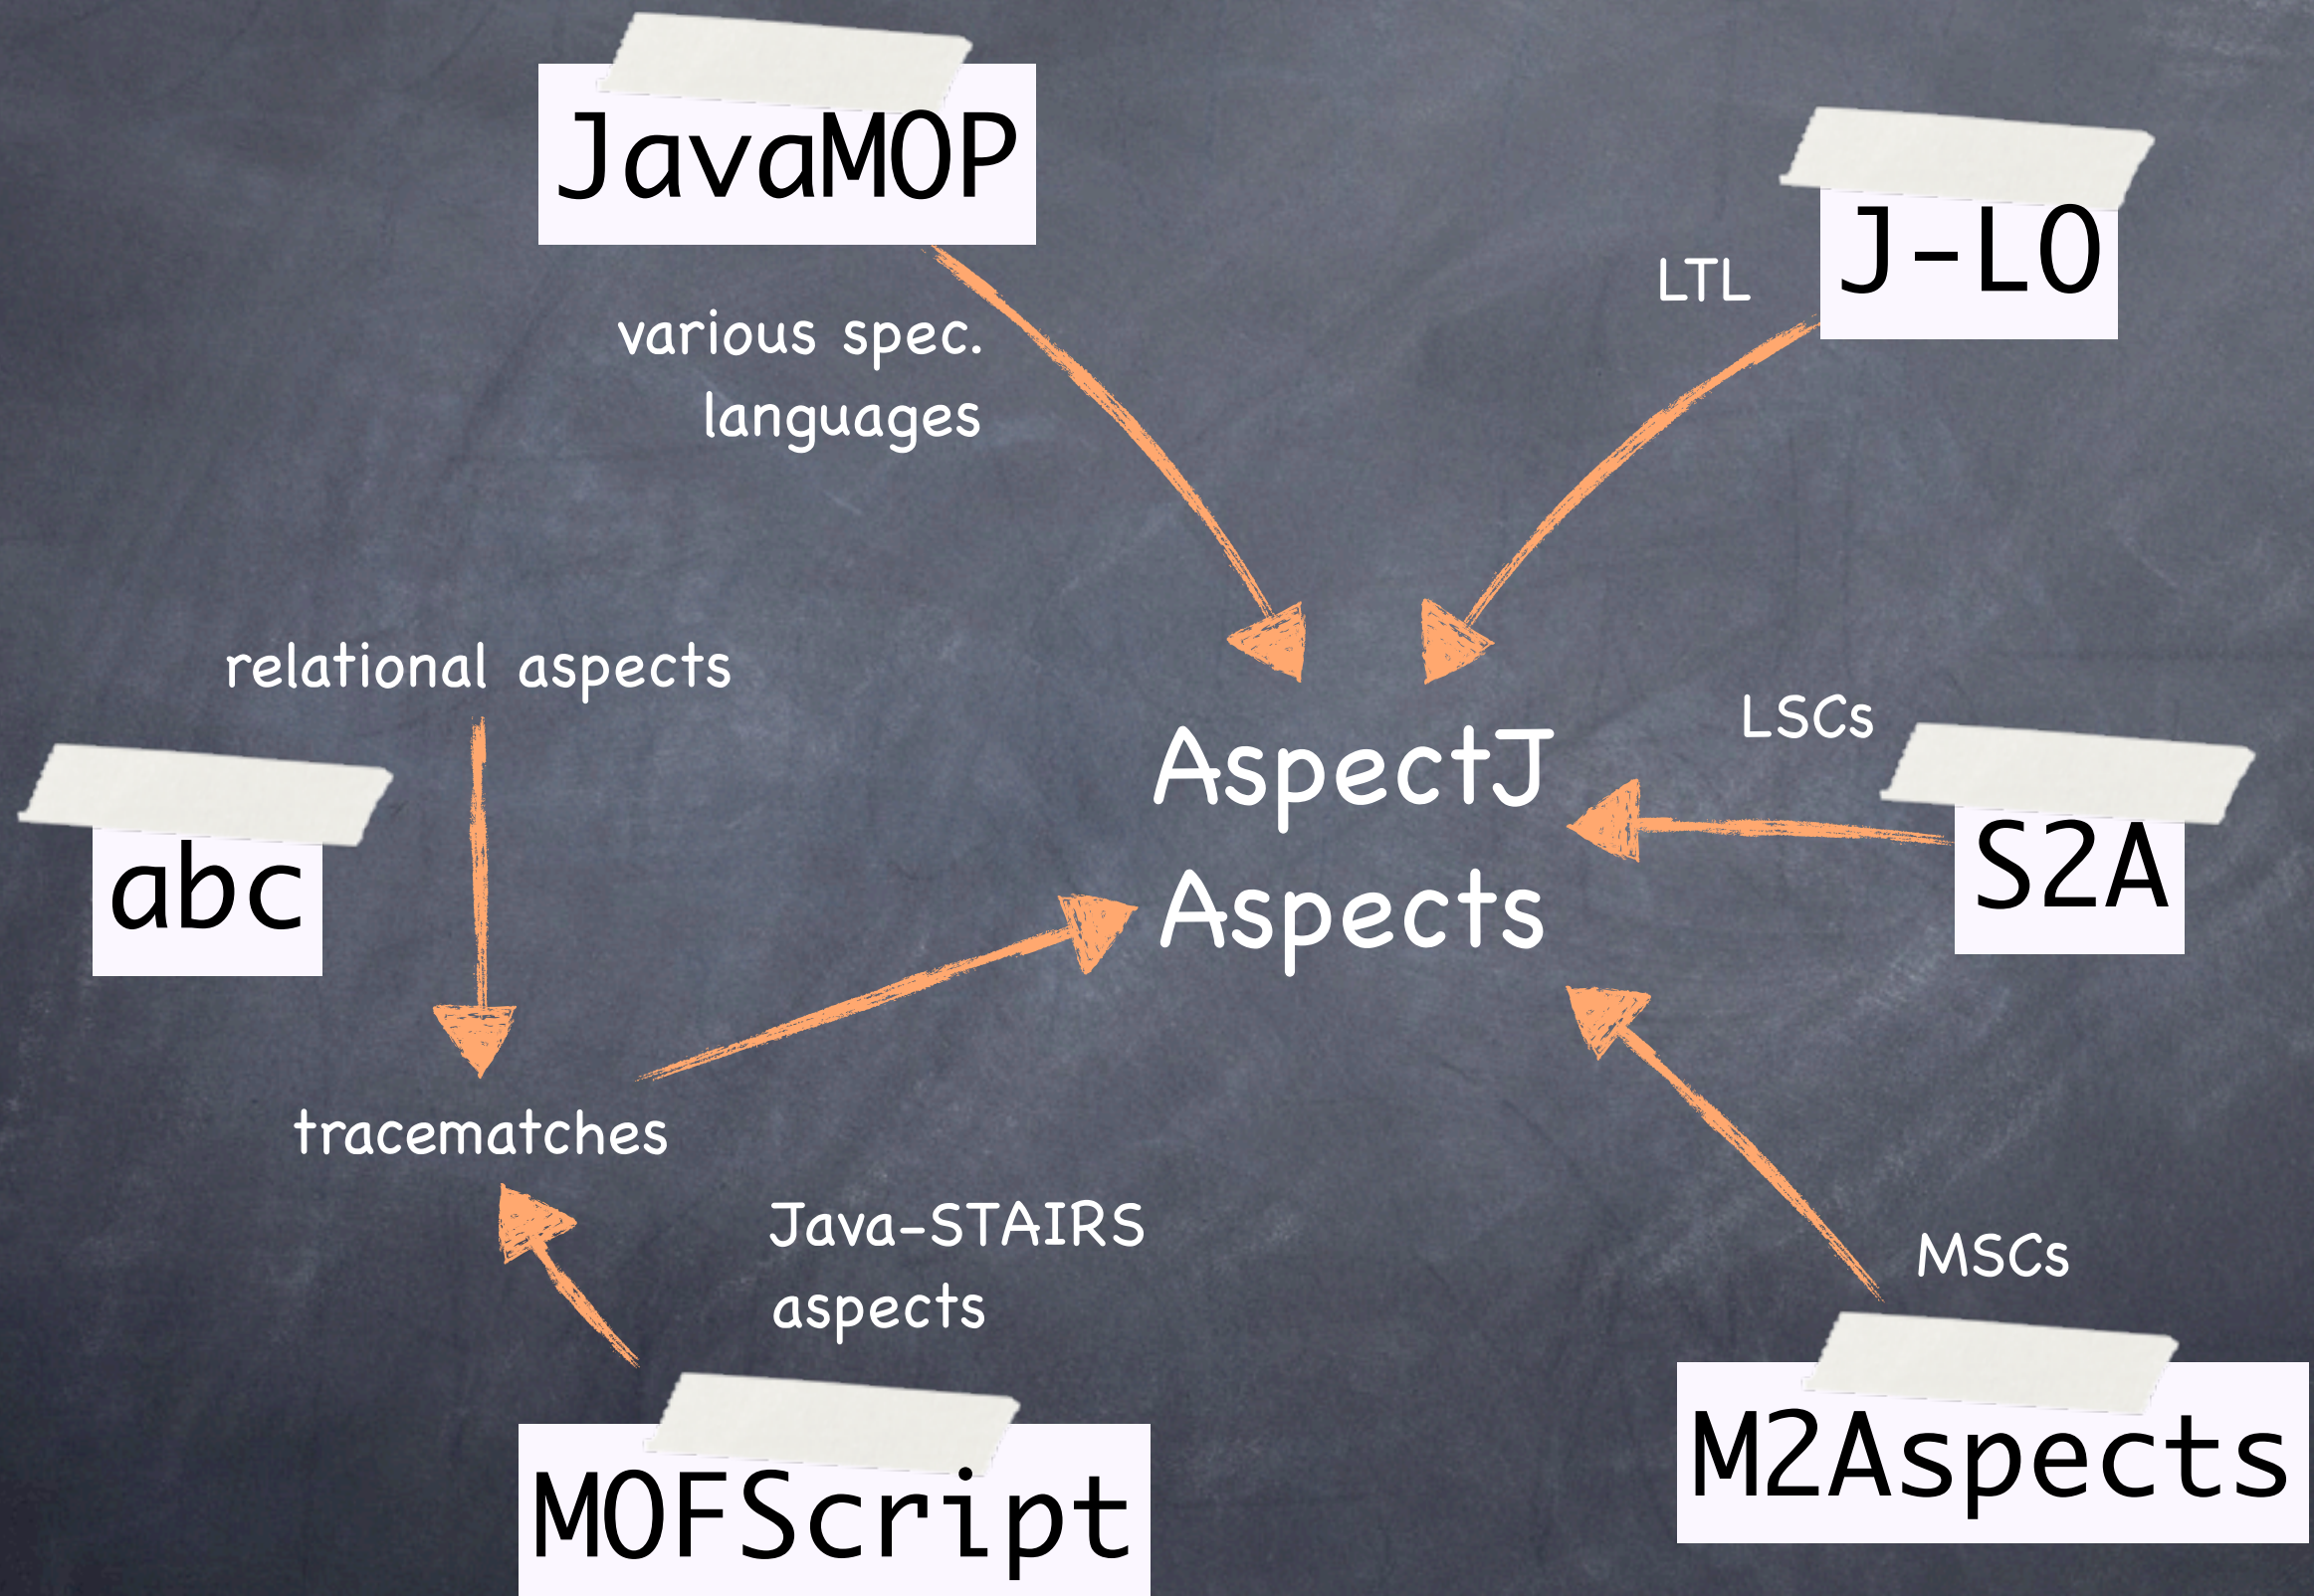 JavaMOP
J-LO
LTL
various spec.
languages
relational aspects
LSCs
AspectJ
Aspects
S2A
abc
tracematches
Java-STAIRS
aspects
MSCs
M2Aspects
MOFScript